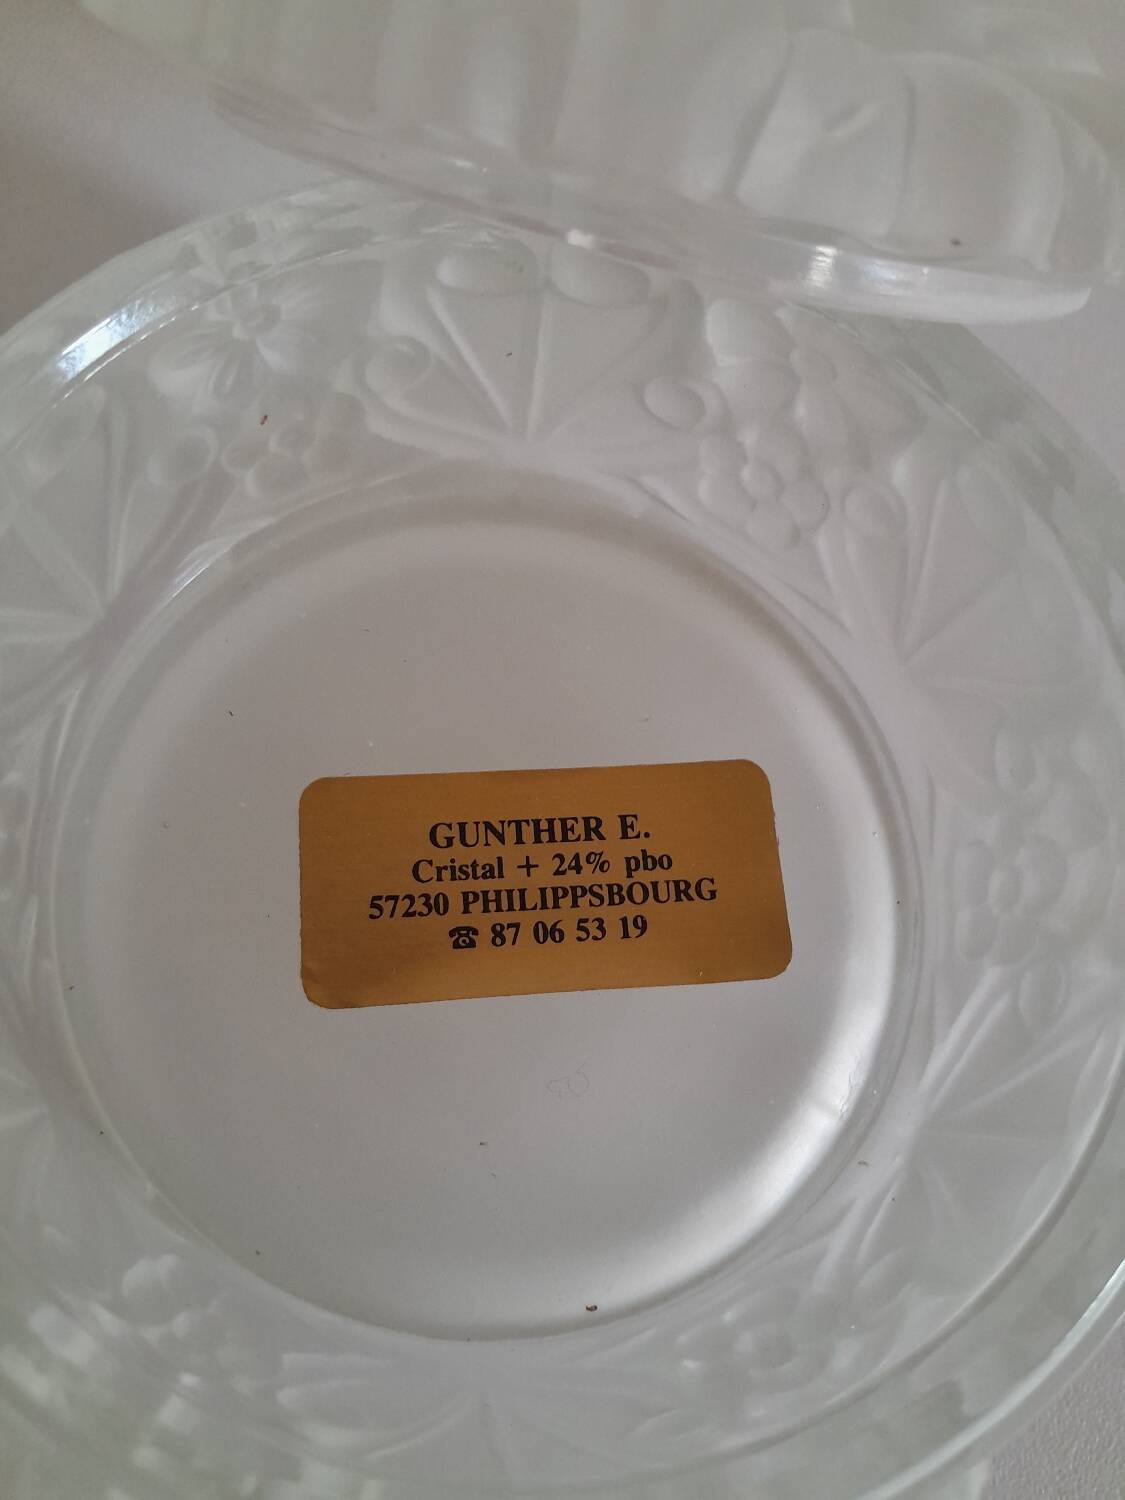 GUNTHER E.
Cristal + 24% pbo
57230 PHILIPPSBOURG
☎ 87 06 53 19